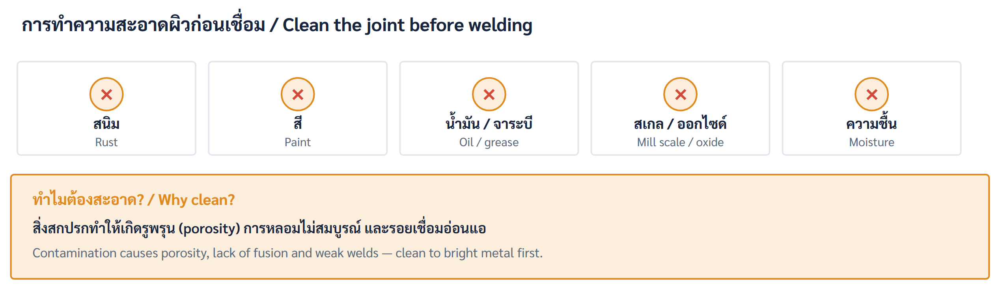 การทำความสะอาดผิวก่อนเชื่อม / Clean the joint before welding
สนิม
Rust
สี
Paint
น้ำมัน / จาระบี
Oil / grease
สเกล / ออกไซด์
Mill scale / oxide
ความชื้น
Moisture
ทำไมต้องสะอาด? / Why clean?
สิ่งสกปรกทำให้เกิดรูพรุน (porosity) การหลอมไม่สมบูรณ์ และรอยเชื่อมอ่อนแอ
Contamination causes porosity, lack of fusion and weak welds — clean to bright metal first.